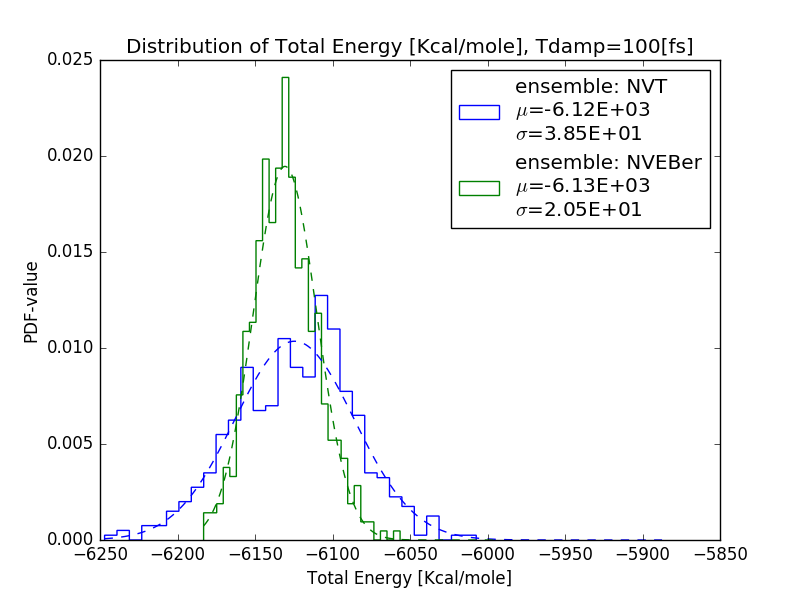 Distribution of Total Energy [Kcal/mole], Tdamp=100[fs]
0.025
0.020
0.015
0.010
0.005
0.000
PDF-value
ensemble: NVT
μ=-6.12E+03
σ=3.85E+01
ensemble: NVEBer
μ=-6.13E+03
σ=2.05E+01
−6250 −6200 −6150 −6100 −6050 −6000 −5950 −5900 −5850
Total Energy [Kcal/mole]